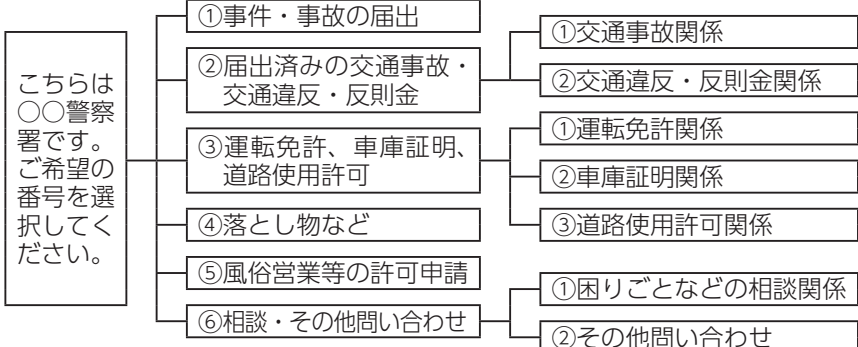 こちらは
○○警察
署です。
ご希望の
番号を選
択してく
ださい。
①事件・事故の届出
②届出済みの交通事故・
交通違反・反則金
①交通事故関係
②交通違反・反則金関係
③運転免許、車庫証明、
道路使用許可
①運転免許関係
②車庫証明関係
③道路使用許可関係
④落とし物など
⑤風俗営業等の許可申請
⑥相談・その他問い合わせ
①困りごとなどの相談関係
②その他問い合わせ